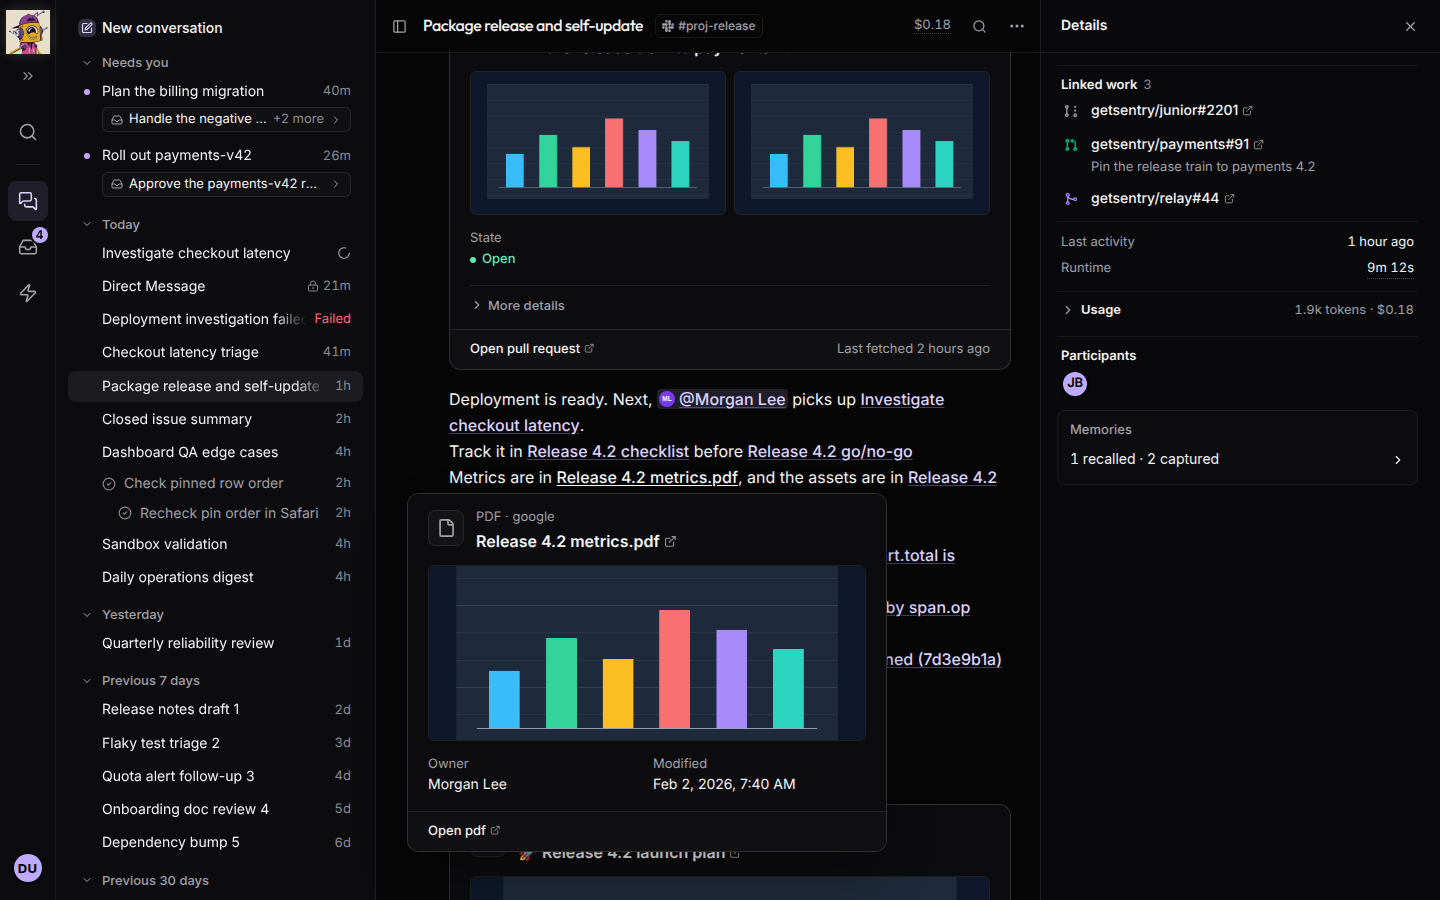 New conversation
Needs you
Plan the billing migration 40m
Handle the negative ... +2 more
Roll out payments-v42 26m
Approve the payments-v42 r...
Today
Investigate checkout latency
Direct Message 21m
Deployment investigation failed Failed
Checkout latency triage 41m
Package release and self-update 1h
Closed issue summary 2h
Dashboard QA edge cases 4h
Check pinned row order 2h
Recheck pin order in Safari 2h
Sandbox validation 4h
Daily operations digest 4h
Yesterday
Quarterly reliability review 1d
Previous 7 days
Release notes draft 1 2d
Flaky test triage 2 3d
Quota alert follow-up 3 4d
Onboarding doc review 4 5d
Dependency bump 5 6d
Previous 30 days
4
DU
Package release and self-update #proj-release $0.18
State
Open
More details
Open pull request Last fetched 2 hours ago
Deployment is ready. Next, ML @Morgan Lee picks up Investigate
checkout latency.
Track it in Release 4.2 checklist before Release 4.2 go/no-go
Metrics are in Release 4.2 metrics.pdf, and the assets are in Release 4.2
PDF · google
Release 4.2 metrics.pdf
Owner
Morgan Lee
Modified
Feb 2, 2026, 7:40 AM
Open pdf
rt.total is
by span.op
ned (7d3e9b1a)
🚀 Release 4.2 launch plan
Details
Linked work 3
getsentry/junior#2201
getsentry/payments#91
Pin the release train to payments 4.2
getsentry/relay#44
Last activity 1 hour ago
Runtime 9m 12s
Usage 1.9k tokens · $0.18
Participants
JB
Memories
1 recalled · 2 captured